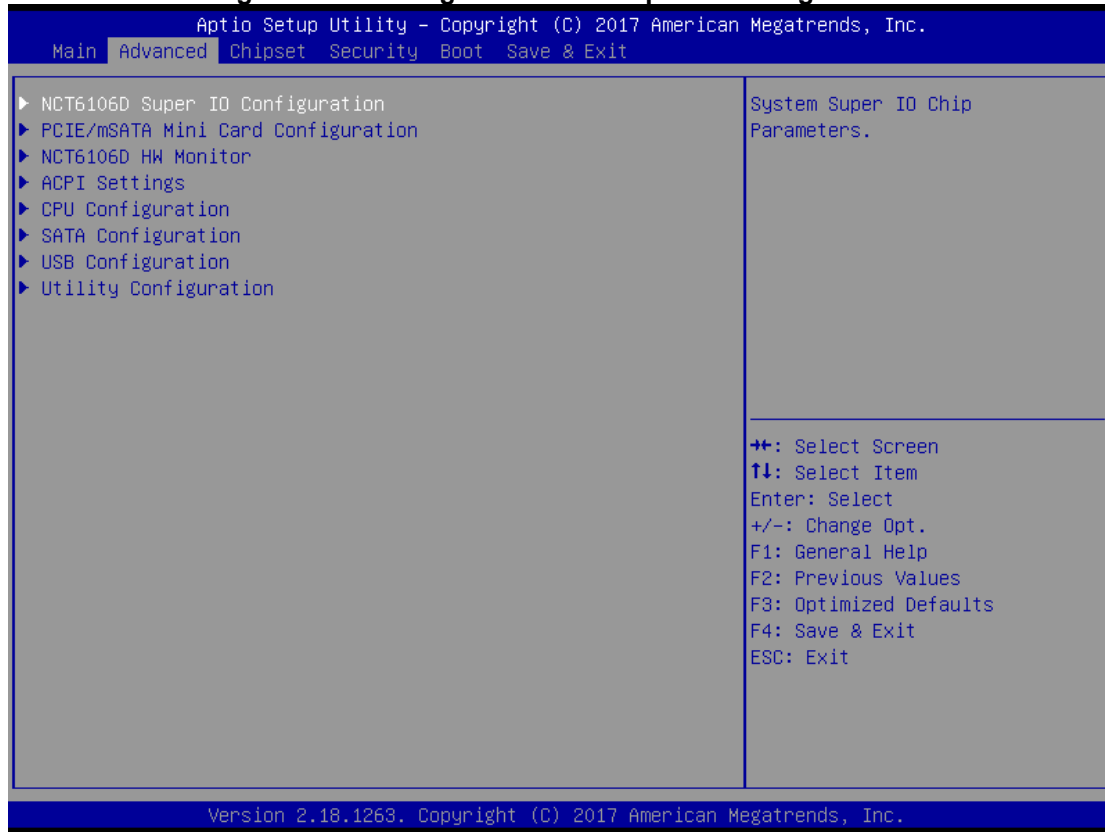 Aptio Setup Utility – Copyright (C) 2017 American Megatrends, Inc.
Main Advanced Chipset Security Boot Save & Exit
▶ NCT6106D Super IO Configuration
▶ PCIE/mSATA Mini Card Configuration
▶ NCT6106D HW Monitor
▶ ACPI Settings
▶ CPU Configuration
▶ SATA Configuration
▶ USB Configuration
▶ Utility Configuration
System Super IO Chip
Parameters.
→←: Select Screen
↑↓: Select Item
Enter: Select
+/-: Change Opt.
F1: General Help
F2: Previous Values
F3: Optimized Defaults
F4: Save & Exit
ESC: Exit
Version 2.18.1263. Copyright (C) 2017 American Megatrends, Inc.